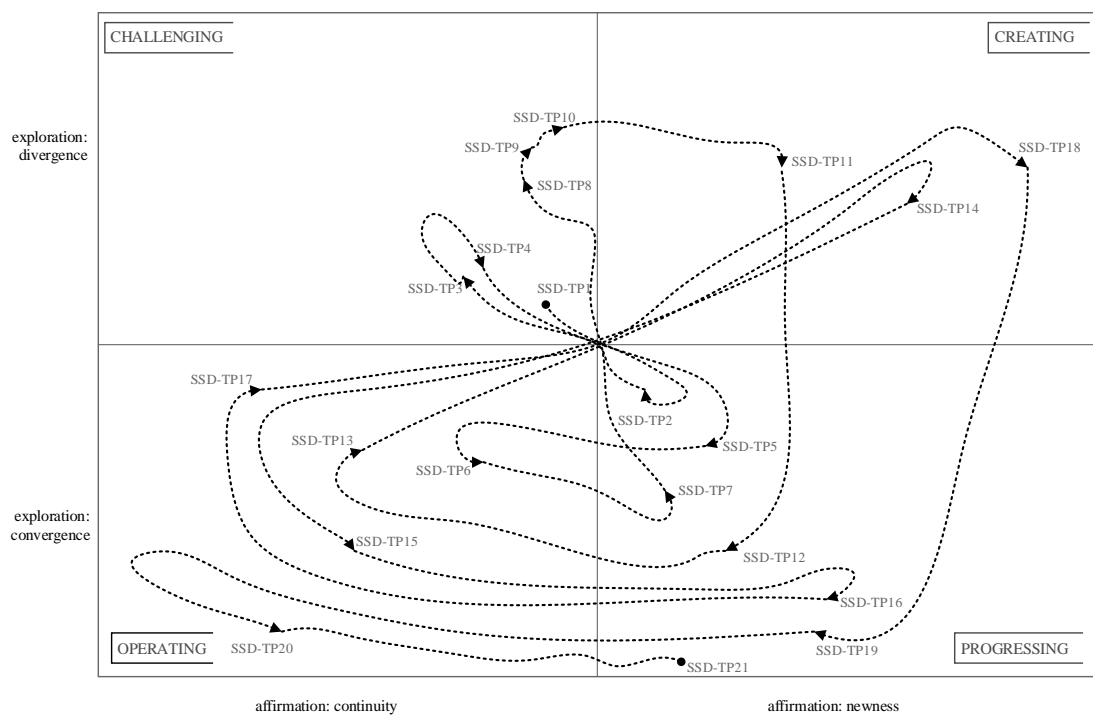 CHALLENGING
CREATING
SSD-TP10
exploration:
divergence
SSD-TP9
SSD-TP11
SSD-TP18
SSD-TP8
SSD-TP14
SSD-TP4
SSD-TP3
SSD-TP1
SSD-TP17
SSD-TP2
SSD-TP13
SSD-TP5
SSD-TP6
SSD-TP7
exploration:
convergence
SSD-TP15
SSD-TP12
SSD-TP16
OPERATING
SSD-TP20
SSD-TP19
PROGRESSING
SSD-TP21
affirmation: continuity
affirmation: newness